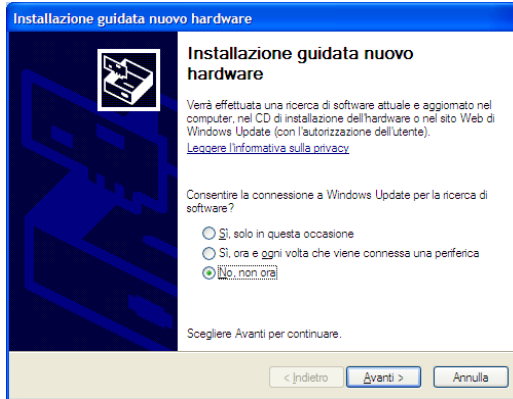 Installazione guidata nuovo hardware
Installazione guidata nuovo
hardware
Verrà effettuata una ricerca di software attuale e aggiornato nel
computer, nel CD di installazione dell'hardware o nel sito Web di
Windows Update (con l'autorizzazione dell'utente).
Leggere l'informativa sulla privacy
Consentire la connessione a Windows Update per la ricerca di
software?
Sì, solo in questa occasione
Sì, ora e ogni volta che viene connessa una periferica
No, non ora
Scegliere Avanti per continuare.
< Indietro Avanti > Annulla